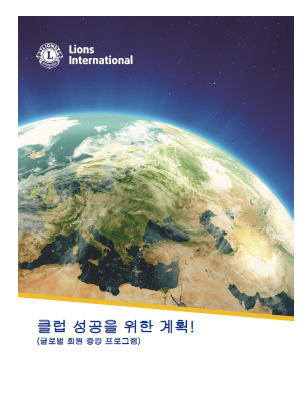 Lions
International
클럽 성공을 위한 계획!
(글로벌 회원 증강 프로그램)